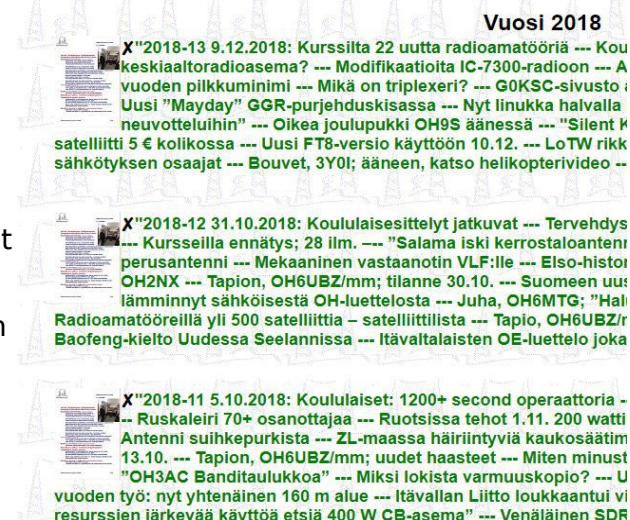 Vuosi 2018
✗"2018-13 9.12.2018: Kurssilta 22 uutta radioamatööriä --- Kou
keskiaaltoradioasema? --- Modifikaatioita IC-7300-radioon --- A
vuoden pilkkuminimi --- Mikä on triplexeri? --- G0KSC-sivusto
Uusi ”Mayday” GGR-purjehduskisassa --- Nyt linukka halvalla
neuvotteluihin” --- Oikea joulupukki OH9S äänessä --- "Silent K
satelliitti 5 € kolikossa --- Uusi FT8-versio käyttöön 10.12. --- LoTW rikk
sähkötyksen osaajat --- Bouvet, 3Y0I; ääneen, katso helikopterivideo --
✗"2018-12 31.10.2018: Koululaisesittelyt jatkuvat --- Tervehdys
t
--- Kursseilla ennätys; 28 ilm. --- “Salama iski kerrostaloantenn
perusantenni --- Mekaaninen vastaanotin VLF:lle --- Elso-histor
OH2NX --- Tapion, OH6UBZ/mm; tilanne 30.10. --- Suomeen uus
lämminnyt sähköisestä OH-luettelosta --- Juha, OH6MTG; ”Halu
n
Radioamatööreillä yli 500 satelliittia – satelliittilista --- Tapio, OH6UBZ/m
Baofeng-kielto Uudessa Seelannissa --- Itävaltalaisten OE-luettelo joka
✗"2018-11 5.10.2018: Koululaiset: 1200+ second operaattoria --
--- Ruskaleiri 70+ osanottajaa --- Ruotsissa tehot 1.11. 200 watti
Antenni suihkepurkista --- ZL-maassa häiriintyviä kaukosäätim
13.10. --- Tapion, OH6UBZ/mm; uudet haasteet --- Miten minust
”OH3AC Banditaulukkoa” --- Miksi lokista varmuuskopio? --- U
vuoden työ: nyt yhtenäinen 160 m alue --- Itävallan Liitto loukkaantui vi
resurssien järkevää käyttöä etsiä 400 W CB-asema” --- Venäläinen SDR